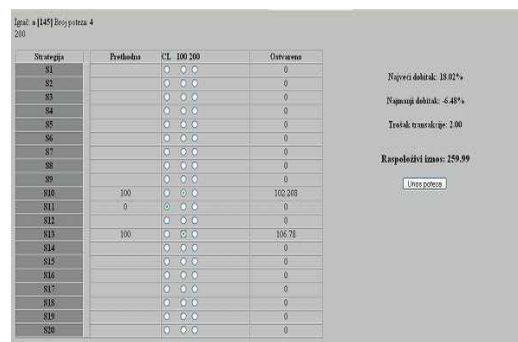 Igrač: a [145] Broj poteza: 4
200
Strategija Prethodna CL 100 200 Ostvareno
S1 0
S2 0
S3 0
S4 0
S5 0
S6 0
S7 0
S8 0
S9 0
S10 100 102.208
S11 0 0
S12 0
S13 100 106.78
S14 0
S15 0
S16 0
S17 0
S18 0
S19 0
S20 0
Najveci dobitak: 18.02%
Najmanji dobitak: -6.48%
Trošak transakcije: 2.00
Raspoloživi iznos: 259.99
Unos poteza